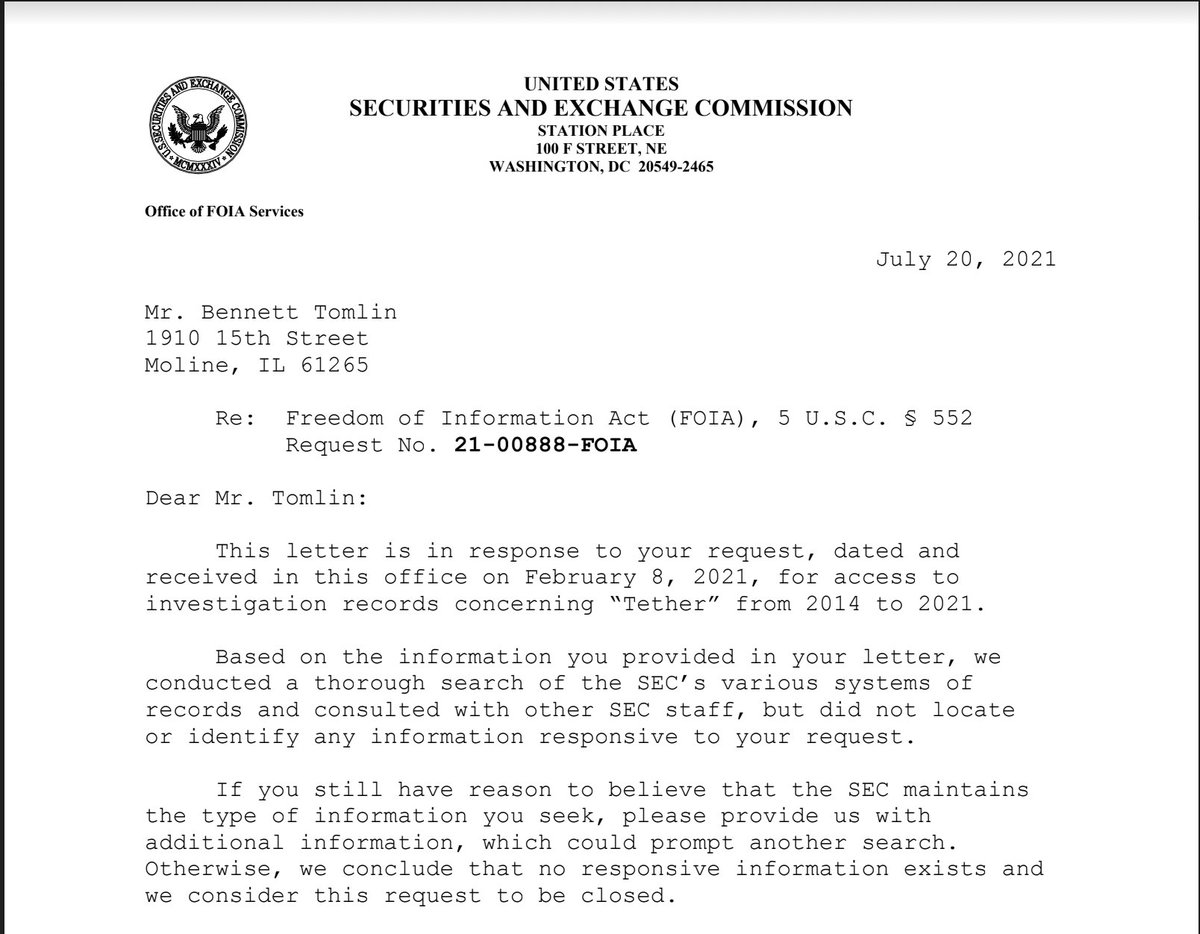 U.S. SECURITIES AND EXCHANGE COMMISSION
MCMXXXIV
UNITED STATES
SECURITIES AND EXCHANGE COMMISSION
STATION PLACE
100 F STREET, NE
WASHINGTON, DC 20549-2465
Office of FOIA Services
July 20, 2021
Mr. Bennett Tomlin
1910 15th Street
Moline, IL 61265
Re: Freedom of Information Act (FOIA), 5 U.S.C. § 552
Request No. 21-00888-FOIA
Dear Mr. Tomlin:
This letter is in response to your request, dated and
received in this office on February 8, 2021, for access to
investigation records concerning “Tether” from 2014 to 2021.
Based on the information you provided in your letter, we
conducted a thorough search of the SEC’s various systems of
records and consulted with other SEC staff, but did not locate
or identify any information responsive to your request.
If you still have reason to believe that the SEC maintains
the type of information you seek, please provide us with
additional information, which could prompt another search.
Otherwise, we conclude that no responsive information exists and
we consider this request to be closed.